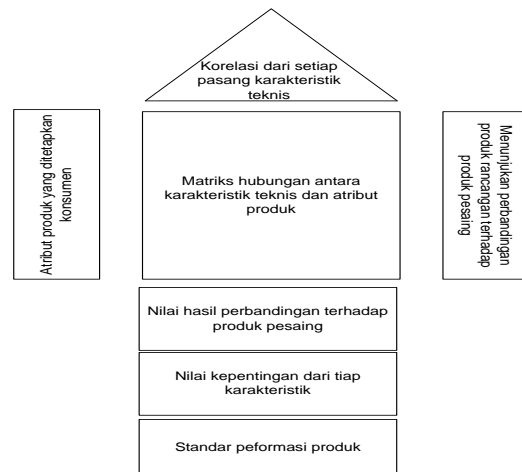 Korelasi dari setiap
pasang karakteristik
teknis
Atribut produk yang ditetapkan
konsumen
Matriks hubungan antara
karakteristik teknis dan atribut
produk
Menunjukan perbandingan
produk rancangan terhadap
produk pesaing
Nilai hasil perbandingan terhadap
produk pesaing
Nilai kepentingan dari tiap
karakteristik
Standar peformasi produk